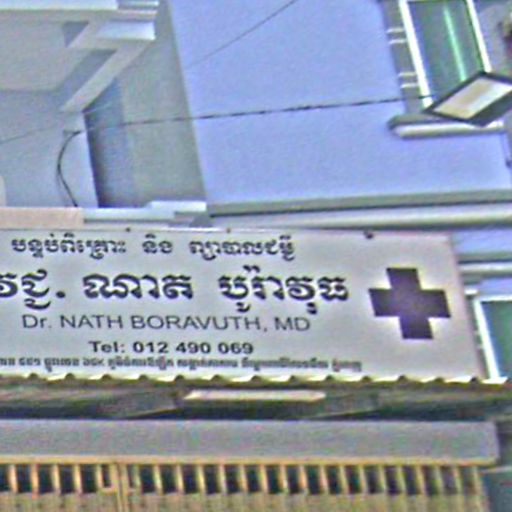 បន្ទប់ពិគ្រោះ និង ព្យាបាលជម្ងឺ
វេជ្ជ. ណាត បូរ៉ាវុធ
Dr. NATH BORAVUTH, MD
Tel: 012 490 069